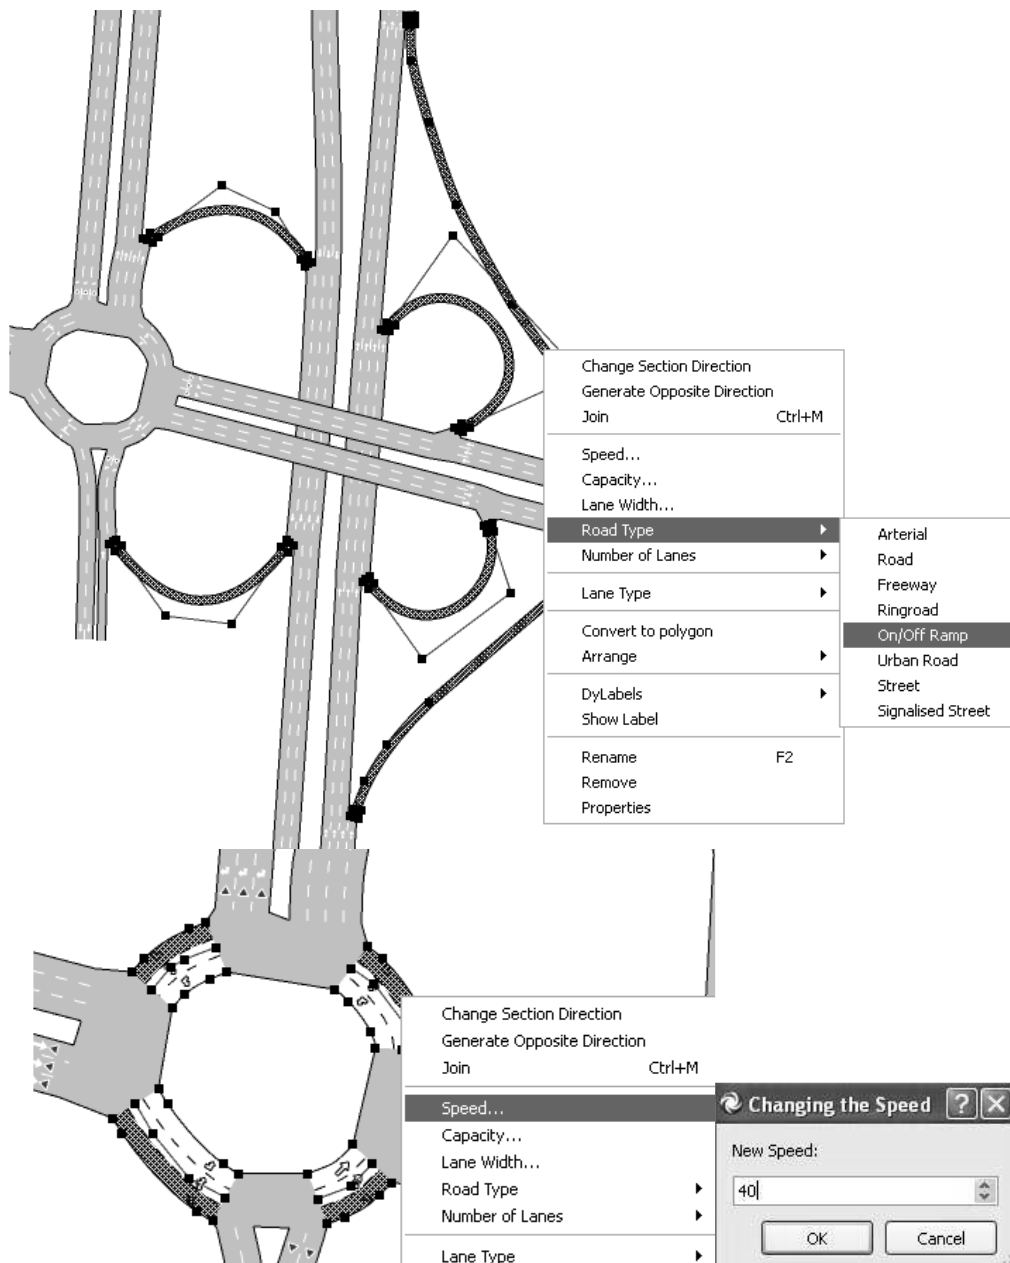 Change Section Direction
Generate Opposite Direction
Join Ctrl+M
Speed...
Capacity...
Lane Width...
Road Type
Number of Lanes
Lane Type
Convert to polygon
Arrange
DyLabels
Show Label
Rename F2
Remove
Properties
Arterial
Road
Freeway
Ringroad
On/Off Ramp
Urban Road
Street
Signalised Street
Change Section Direction
Generate Opposite Direction
Join Ctrl+M
Speed...
Capacity...
Lane Width...
Road Type
Number of Lanes
Lane Type
Changing the Speed
New Speed:
40
OK Cancel